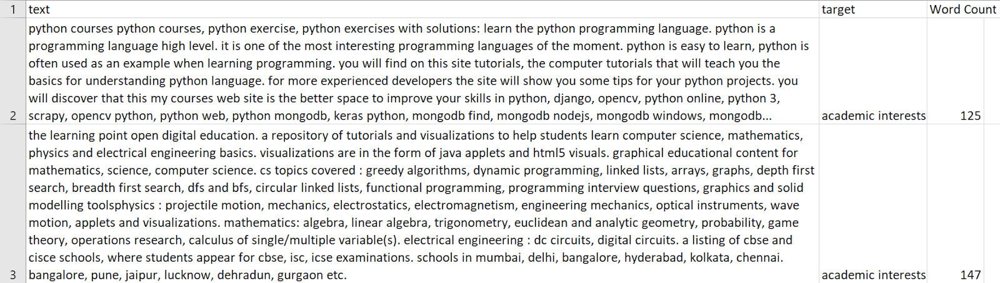 1 text target Word Count
python courses python courses, python exercise, python exercises with solutions: learn the python programming language. python is a
programming language high level. it is one of the most interesting programming languages of the moment. python is easy to learn, python is
often used as an example when learning programming. you will find on this site tutorials, the computer tutorials that will teach you the
basics for understanding python language. for more experienced developers the site will show you some tips for your python projects. you
will discover that this my courses web site is the better space to improve your skills in python, django, opencv, python online, python 3,
2 scrapy, opencv python, python web, python mongodb, keras python, mongodb find, mongodb nodejs, mongodb windows, mongodb... academic interests 125
the learning point open digital education. a repository of tutorials and visualizations to help students learn computer science, mathematics,
physics and electrical engineering basics. visualizations are in the form of java applets and html5 visuals. graphical educational content for
mathematics, science, computer science. cs topics covered : greedy algorithms, dynamic programming, linked lists, arrays, graphs, depth first
search, breadth first search, dfs and bfs, circular linked lists, functional programming, programming interview questions, graphics and solid
modelling toolsphysics : projectile motion, mechanics, electrostatics, electromagnetism, engineering mechanics, optical instruments, wave
motion, applets and visualizations. mathematics: algebra, linear algebra, trigonometry, euclidean and analytic geometry, probability, game
theory, operations research, calculus of single/multiple variable(s). electrical engineering : dc circuits, digital circuits. a listing of cbse and
cisce schools, where students appear for cbse, isc, icse examinations. schools in mumbai, delhi, bangalore, hyderabad, kolkata, chennai.
3 bangalore, pune, jaipur, lucknow, dehradun, gurgaon etc. academic interests 147